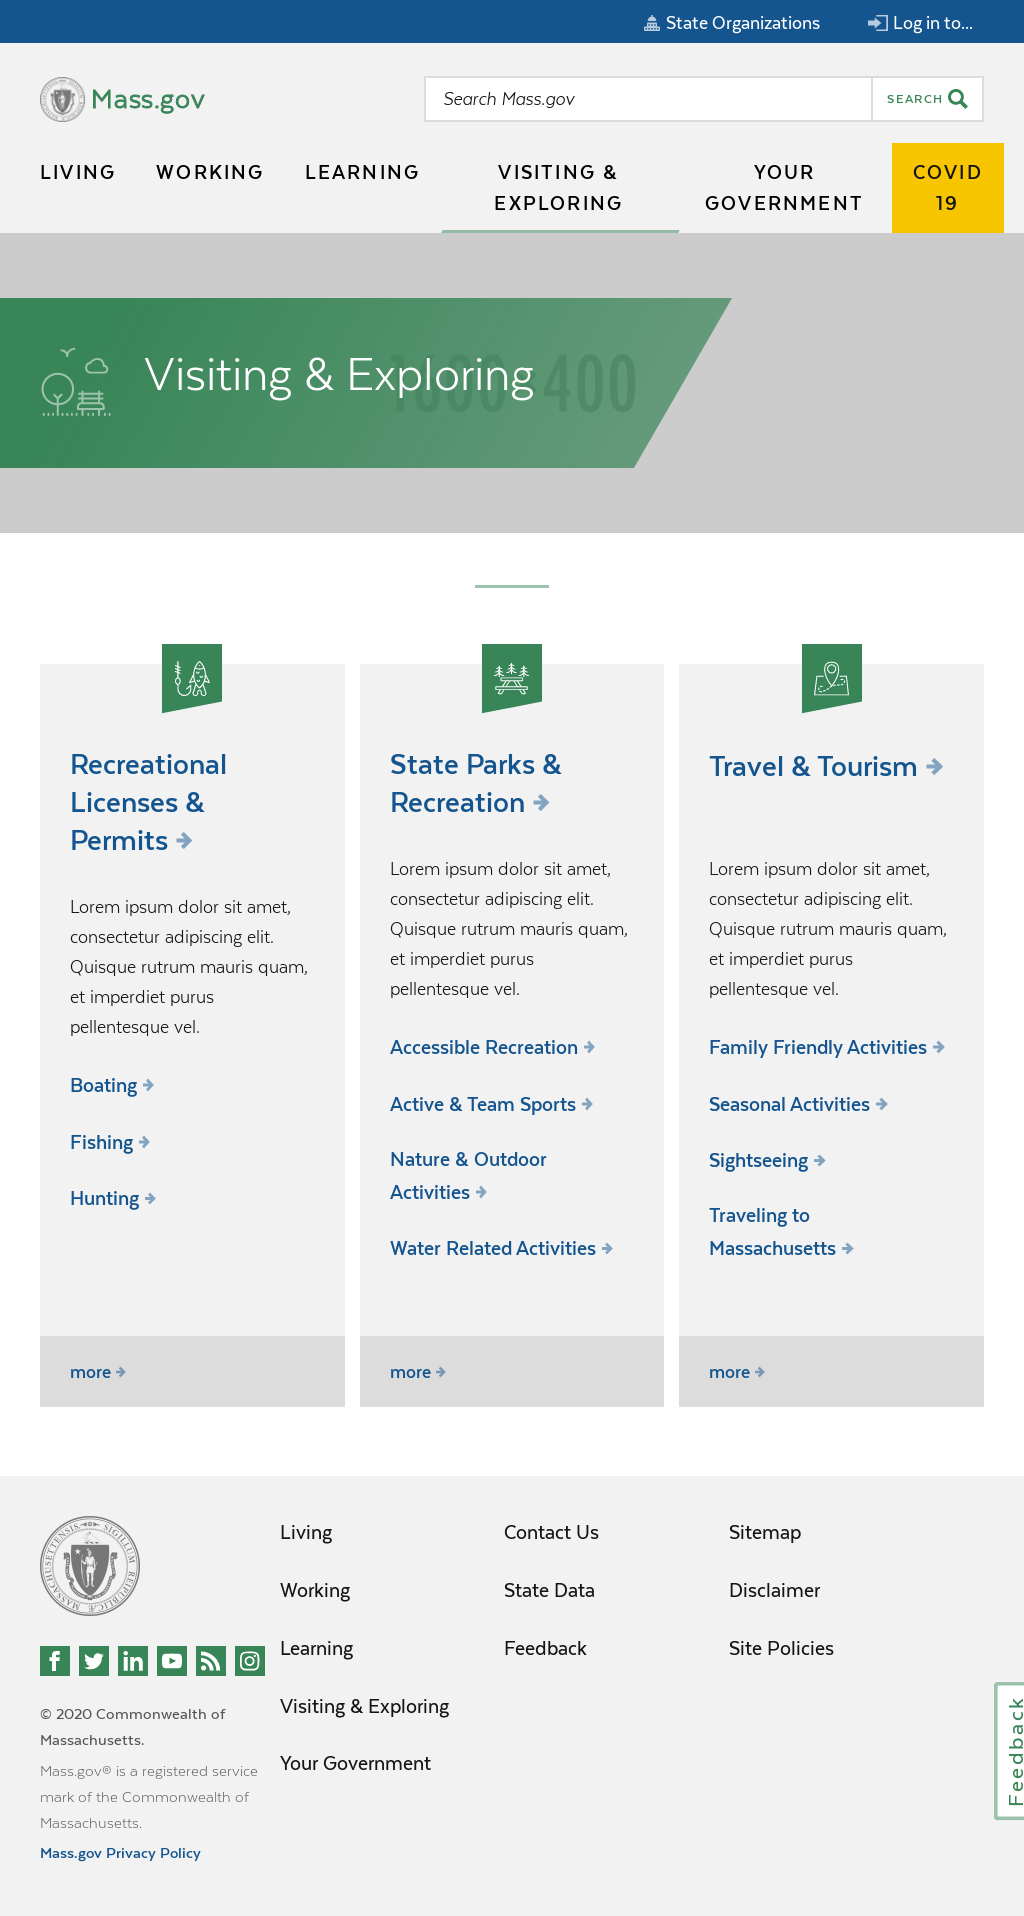 State Organizations
Log in to...
Mass.gov
Search Mass.gov
SEARCH
LIVING
WORKING
LEARNING
VISITING &
EXPLORING
YOUR
GOVERNMENT
COVID
19
Visiting & Exploring
Recreational
Licenses &
Permits
Lorem ipsum dolor sit amet,
consectetur adipiscing elit.
Quisque rutrum mauris quam,
et imperdiet purus
pellentesque vel.
Boating
Fishing
Hunting
more
State Parks &
Recreation
Lorem ipsum dolor sit amet,
consectetur adipiscing elit.
Quisque rutrum mauris quam,
et imperdiet purus
pellentesque vel.
Accessible Recreation
Active & Team Sports
Nature & Outdoor
Activities
Water Related Activities
more
Travel & Tourism
Lorem ipsum dolor sit amet,
consectetur adipiscing elit.
Quisque rutrum mauris quam,
et imperdiet purus
pellentesque vel.
Family Friendly Activities
Seasonal Activities
Sightseeing
Traveling to
Massachusetts
more
Living
Working
Learning
Visiting & Exploring
Your Government
Contact Us
State Data
Feedback
Sitemap
Disclaimer
Site Policies
© 2020 Commonwealth of
Massachusetts.
Mass.gov® is a registered service
mark of the Commonwealth of
Massachusetts.
Mass.gov Privacy Policy
Feedback